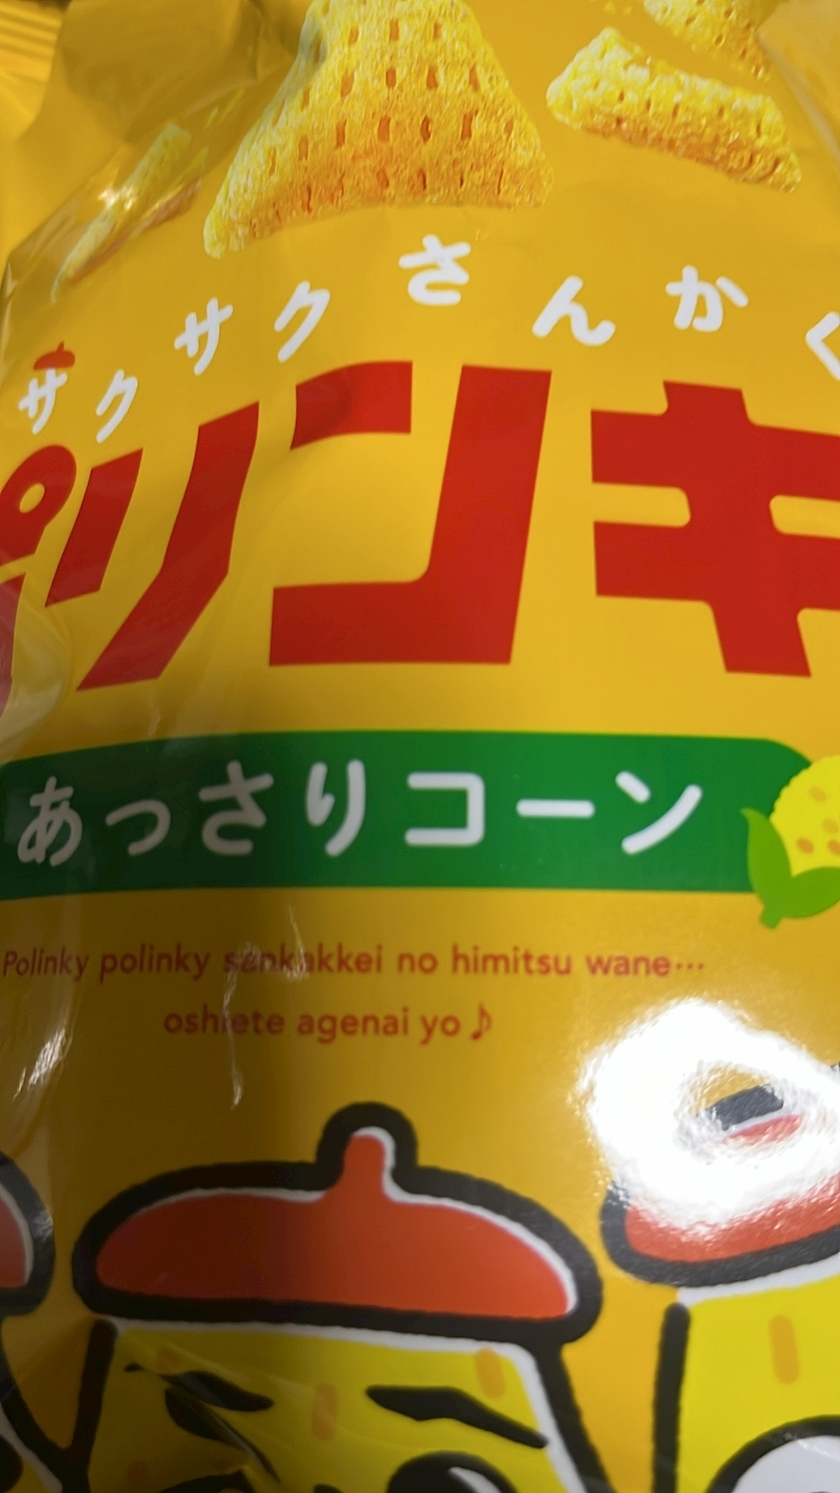 サクサクさんかく
ポリンキ
あっさりコーン
Polinky polinky sankakkei no himitsu wane…
oshiete agenai yo♪